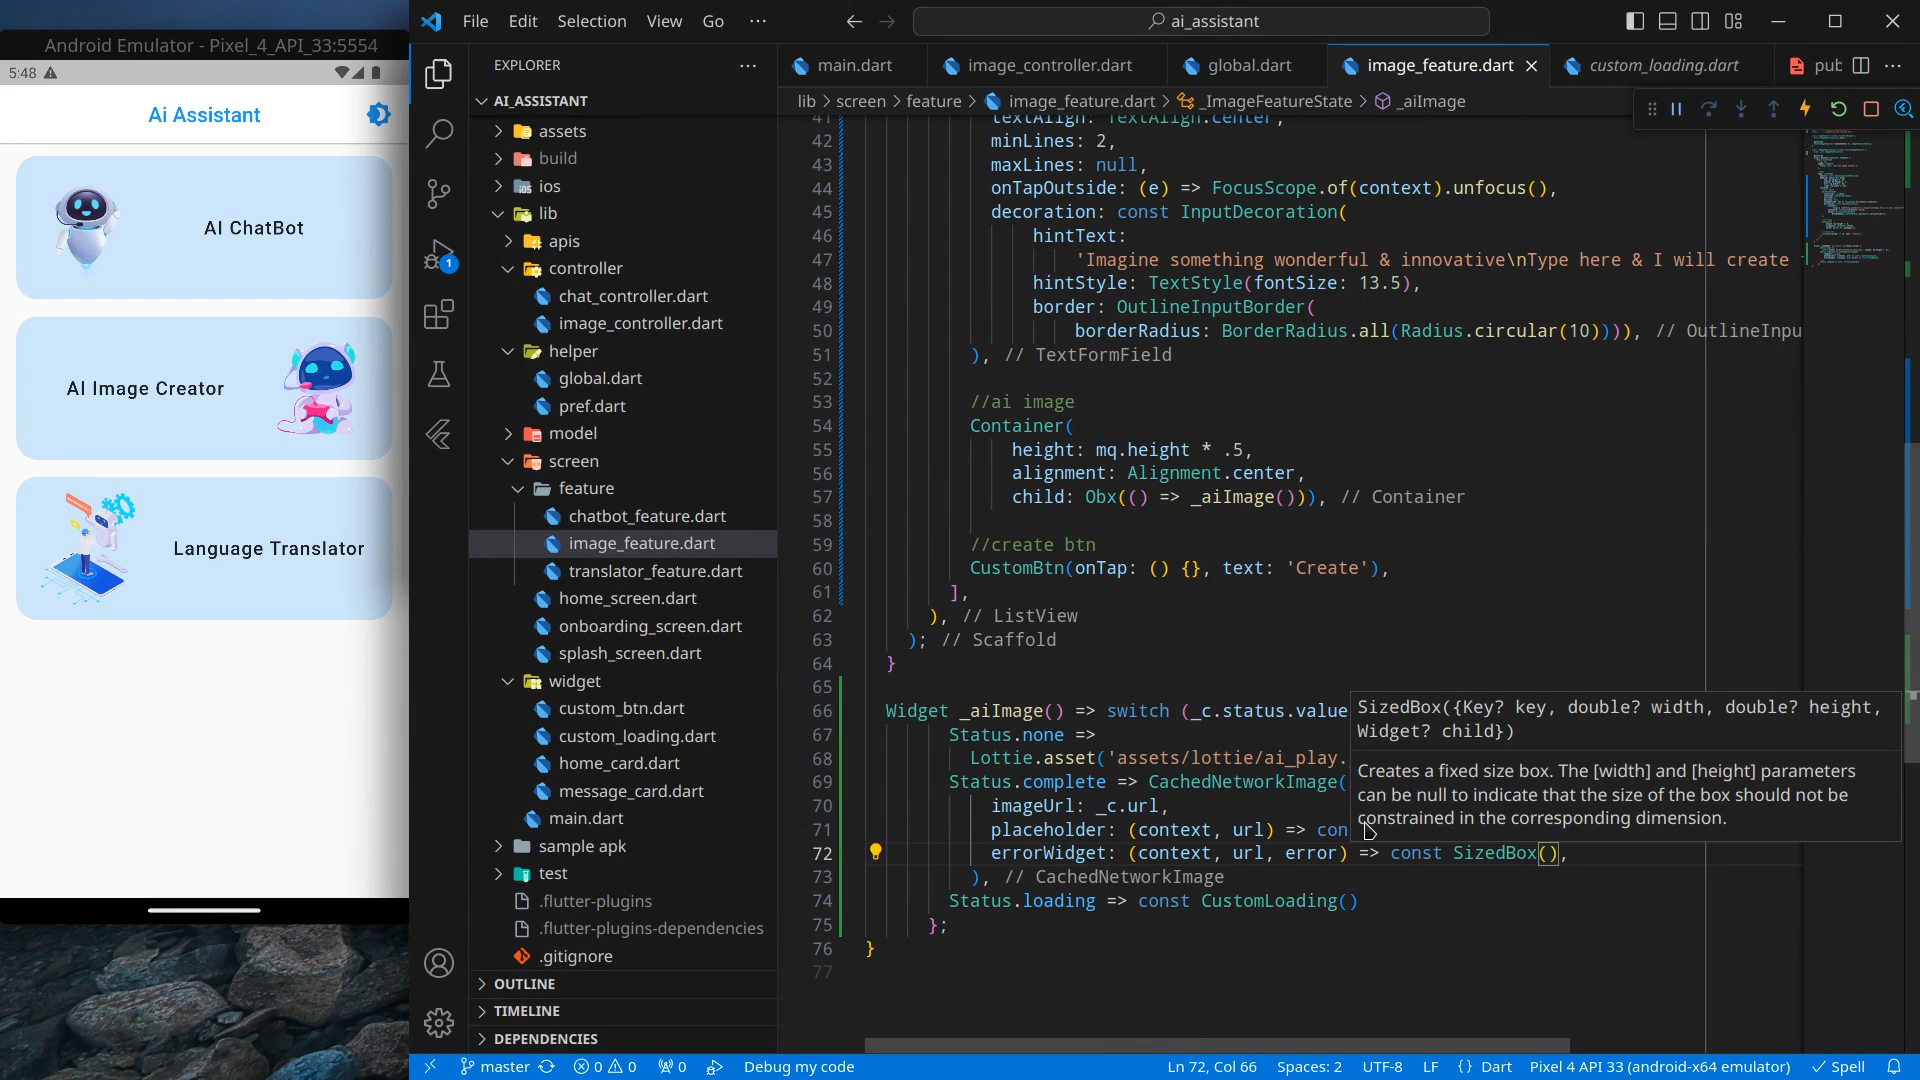 Android Emulator - Pixel_4_API_33:5554
5:48
Ai Assistant
AI ChatBot
AI Image Creator
Language Translator
File Edit Selection View Go ···
ai_assistant
EXPLORER
AI_ASSISTANT
assets
build
ios
lib
apis
controller
chat_controller.dart
image_controller.dart
helper
global.dart
pref.dart
model
screen
feature
chatbot_feature.dart
image_feature.dart
translator_feature.dart
home_screen.dart
onboarding_screen.dart
splash_screen.dart
widget
custom_btn.dart
custom_loading.dart
home_card.dart
message_card.dart
main.dart
sample apk
test
.flutter-plugins
.flutter-plugins-dependencies
.gitignore
OUTLINE
TIMELINE
DEPENDENCIES
1
main.dart image_controller.dart global.dart image_feature.dart custom_loading.dart pub
lib > screen > feature > image_feature.dart > _ImageFeatureState > _aiImage
41 textAlign: TextAlign.center,
42 minLines: 2,
43 maxLines: null,
44 onTapOutside: (e) => FocusScope.of(context).unfocus(),
45 decoration: const InputDecoration(
46 hintText:
47 'Imagine something wonderful & innovative\nType here & I will create
48 hintStyle: TextStyle(fontSize: 13.5),
49 border: OutlineInputBorder(
50 borderRadius: BorderRadius.all(Radius.circular(10)))), // OutlineInpu
51 ), // TextFormField
52
53 //ai image
54 Container(
55 height: mq.height * .5,
56 alignment: Alignment.center,
57 child: Obx(() => _aiImage())), // Container
58
59 //create btn
60 CustomBtn(onTap: () {}, text: 'Create'),
61 ],
62 ), // ListView
63 ); // Scaffold
64 }
65
66 Widget _aiImage() => switch (_c.status.value
67 Status.none =>
68 Lottie.asset('assets/lottie/ai_play.
69 Status.complete => CachedNetworkImage(
70 imageUrl: _c.url,
71 placeholder: (context, url) => con
72 errorWidget: (context, url, error) => const SizedBox(),
73 ), // CachedNetworkImage
74 Status.loading => const CustomLoading()
75 };
76 }
77
SizedBox({Key? key, double? width, double? height,
Widget? child})
Creates a fixed size box. The [width] and [height] parameters
can be null to indicate that the size of the box should not be
constrained in the corresponding dimension.
master 0 0 0 Debug my code Ln 72, Col 66 Spaces: 2 UTF-8 LF { } Dart Pixel 4 API 33 (android-x64 emulator) Spell